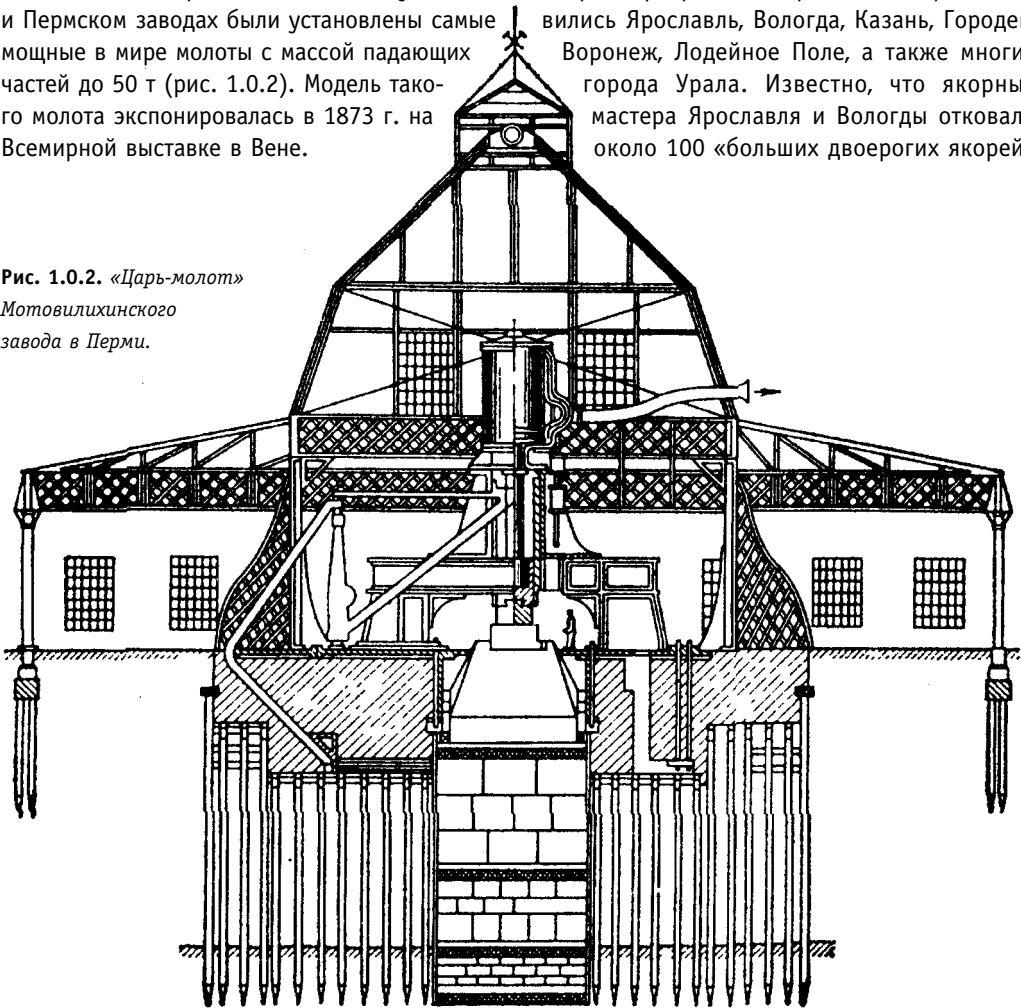 и Пермском заводах были установлены самые
мощные в мире молоты с массой падающих
частей до 50 т (рис. 1.0.2). Модель тако-
го молота экспонировалась в 1873 г. на
Всемирной выставке в Вене.
вились Ярославль, Вологда, Казань, Городе
Воронеж, Лодейное Поле, а также многи
города Урала. Известно, что якорны
мастера Ярославля и Вологды отковал
около 100 «больших двоерогих якорей
Рис. 1.0.2. «Царь-молот»
Мотовилихинского
завода в Перми.